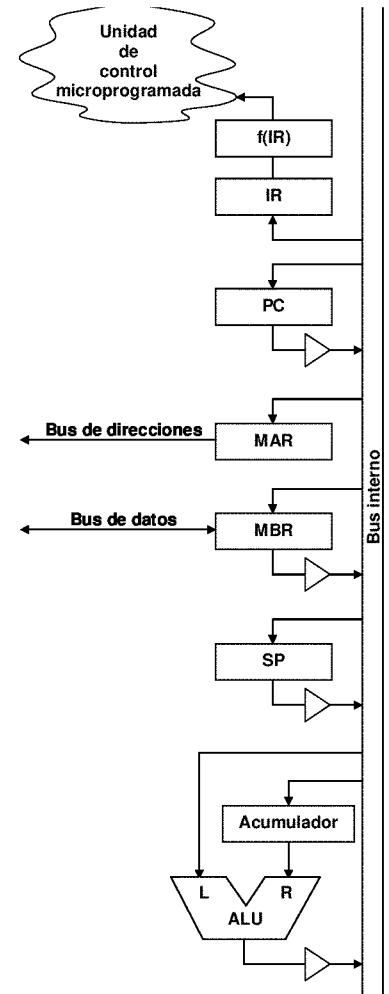 Unidad
de
control
microprogramada
f(IR)
IR
PC
Bus de direcciones
MAR
Bus interno
Bus de datos
MBR
SP
Acumulador
L
R
ALU